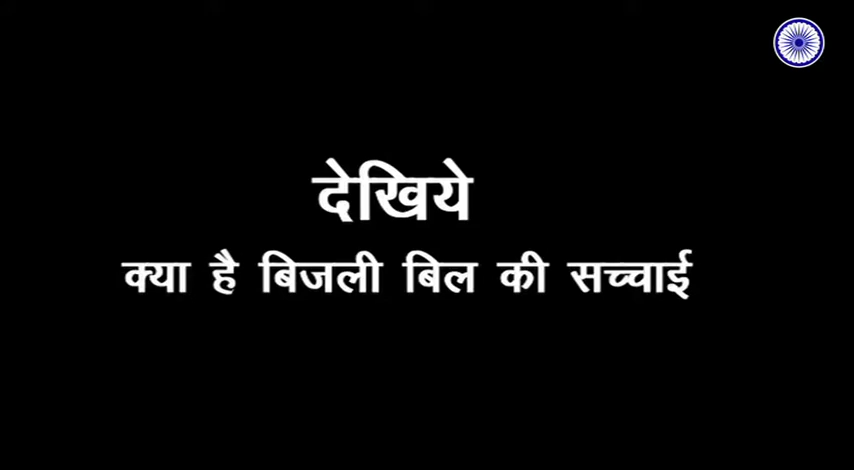 देखिये
क्या है बिजली बिल की सच्चाई